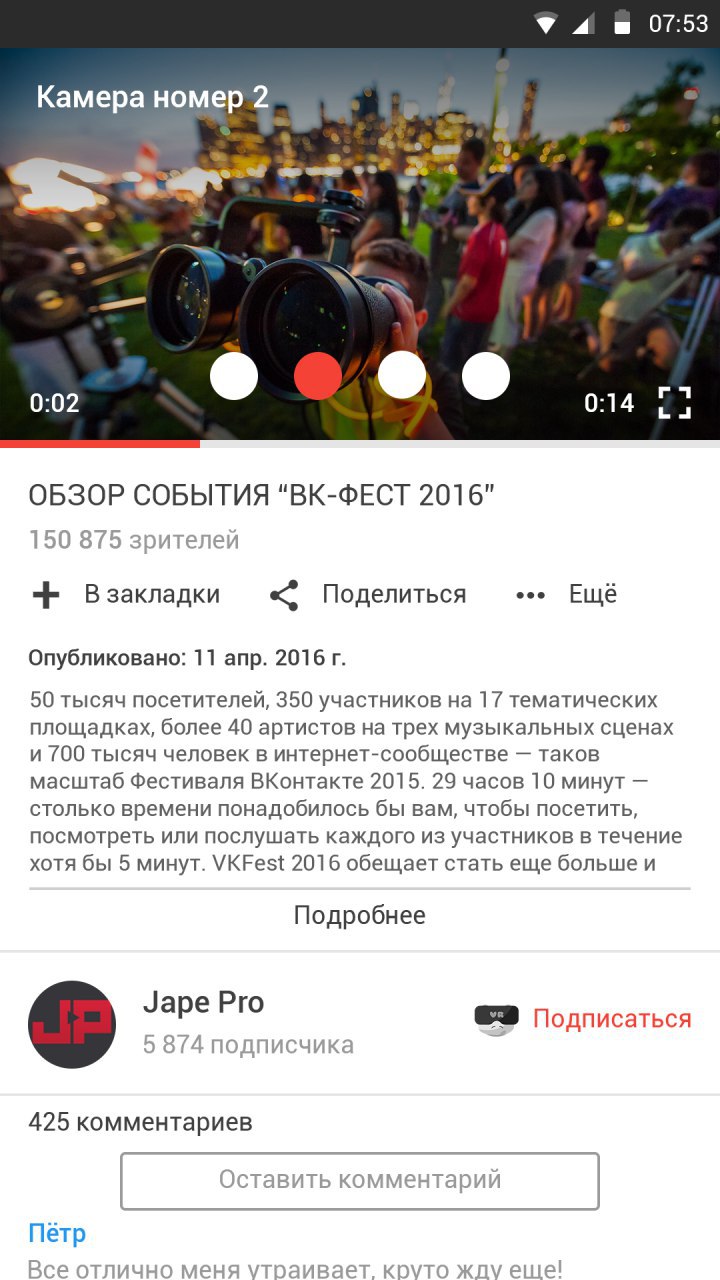 07:53
Камера номер 2
0:02
0:14
ОБЗОР СОБЫТИЯ “ВК-ФЕСТ 2016”
150 875 зрителей
В закладки
Поделиться
Ещё
Опубликовано: 11 апр. 2016 г.
50 тысяч посетителей, 350 участников на 17 тематических
площадках, более 40 артистов на трех музыкальных сценах
и 700 тысяч человек в интернет-сообществе — таков
масштаб Фестиваля ВКонтакте 2015. 29 часов 10 минут —
столько времени понадобилось бы вам, чтобы посетить,
посмотреть или послушать каждого из участников в течение
хотя бы 5 минут. VKFest 2016 обещает стать еще больше и
Подробнее
JP
Jape Pro
5 874 подписчика
VR
Подписаться
425 комментариев
Оставить комментарий
Пётр
Все отлично меня утраивает, круто жду еще!